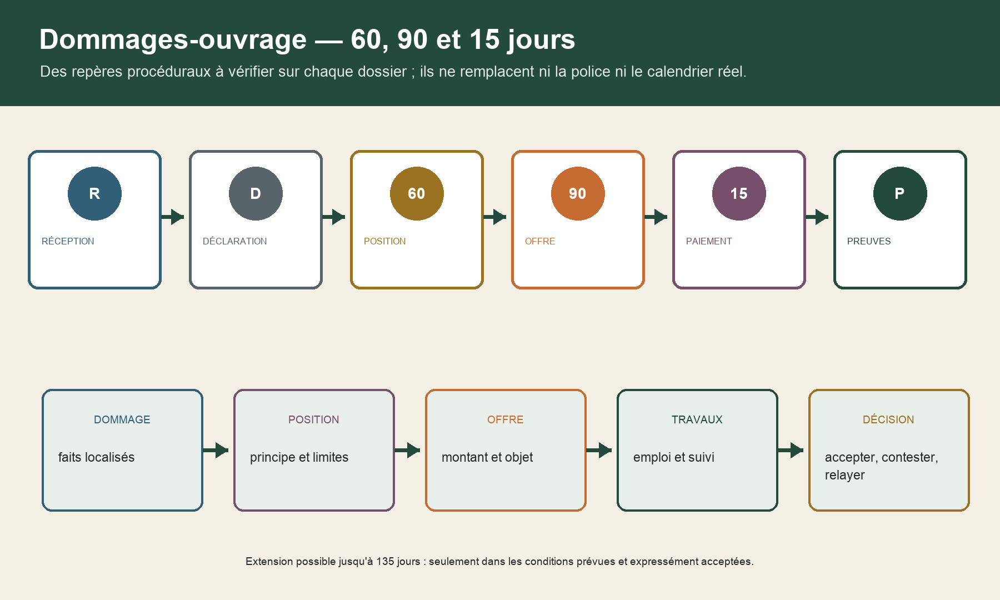 Dommages-ouvrage — 60, 90 et 15 jours
Des repères procéduraux à vérifier sur chaque dossier ; ils ne remplacent ni la police ni le calendrier réel.
R
RÉCEPTION
D
DÉCLARATION
60
POSITION
90
OFFRE
15
PAIEMENT
P
PREUVES
DOMMAGE
faits localisés
POSITION
principe et limites
OFFRE
montant et objet
TRAVAUX
emploi et suivi
DÉCISION
accepter, contester,
relayer
Extension possible jusqu'à 135 jours : seulement dans les conditions prévues et expressément acceptées.